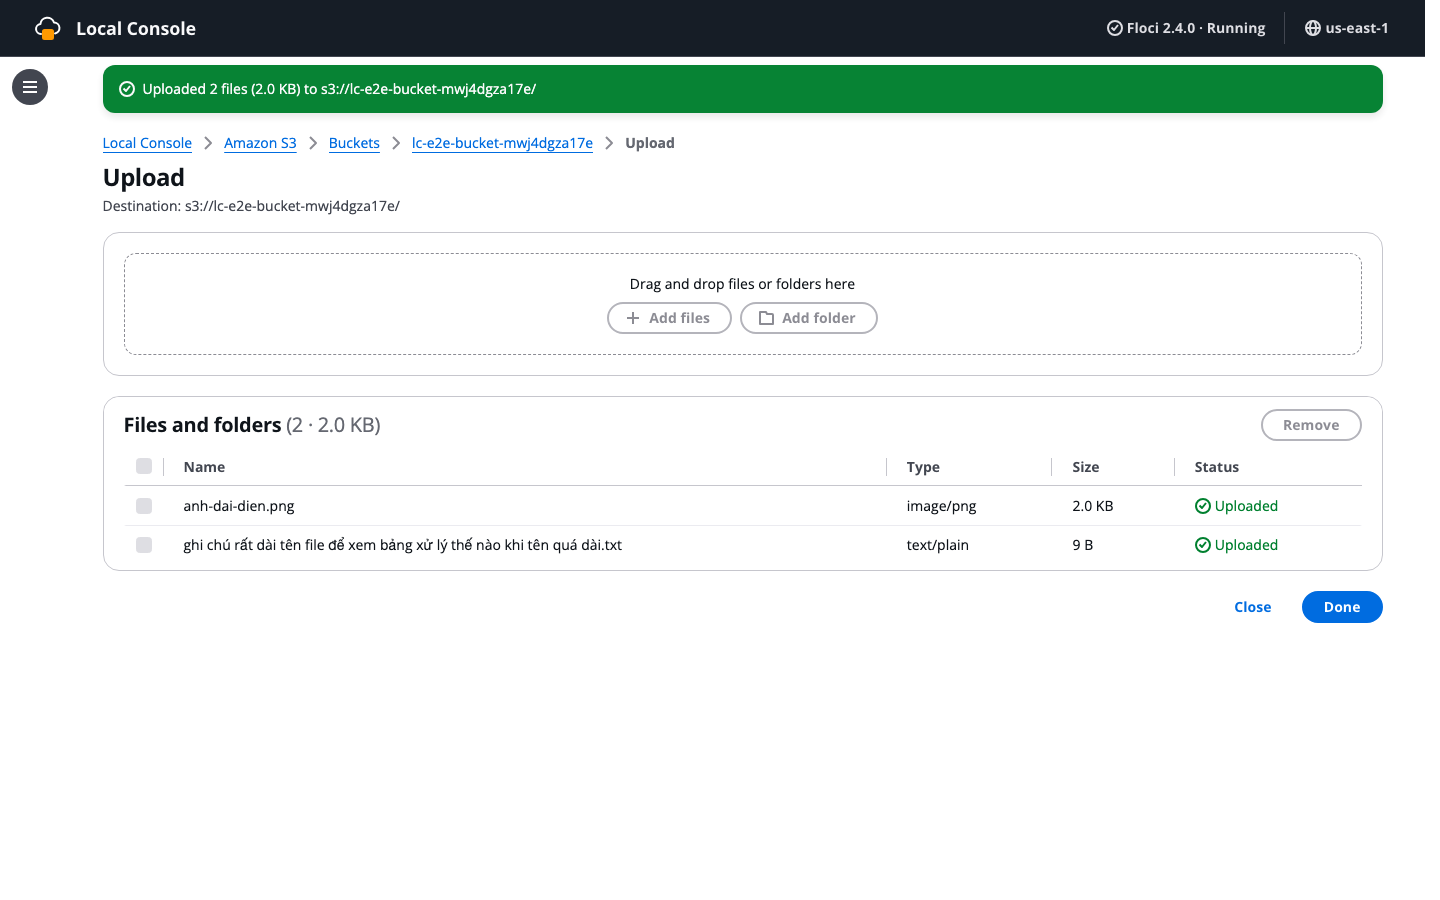 Local Console
Floci 2.4.0 · Running
us-east-1
Uploaded 2 files (2.0 KB) to s3://lc-e2e-bucket-mwj4dgza17e/
Local Console > Amazon S3 > Buckets > lc-e2e-bucket-mwj4dgza17e > Upload
Upload
Destination: s3://lc-e2e-bucket-mwj4dgza17e/
Drag and drop files or folders here
Add files
Add folder
Files and folders (2 · 2.0 KB)
Remove
Name Type Size Status
anh-dai-dien.png image/png 2.0 KB Uploaded
ghi chú rất dài tên file để xem bảng xử lý thế nào khi tên quá dài.txt text/plain 9 B Uploaded
Close
Done